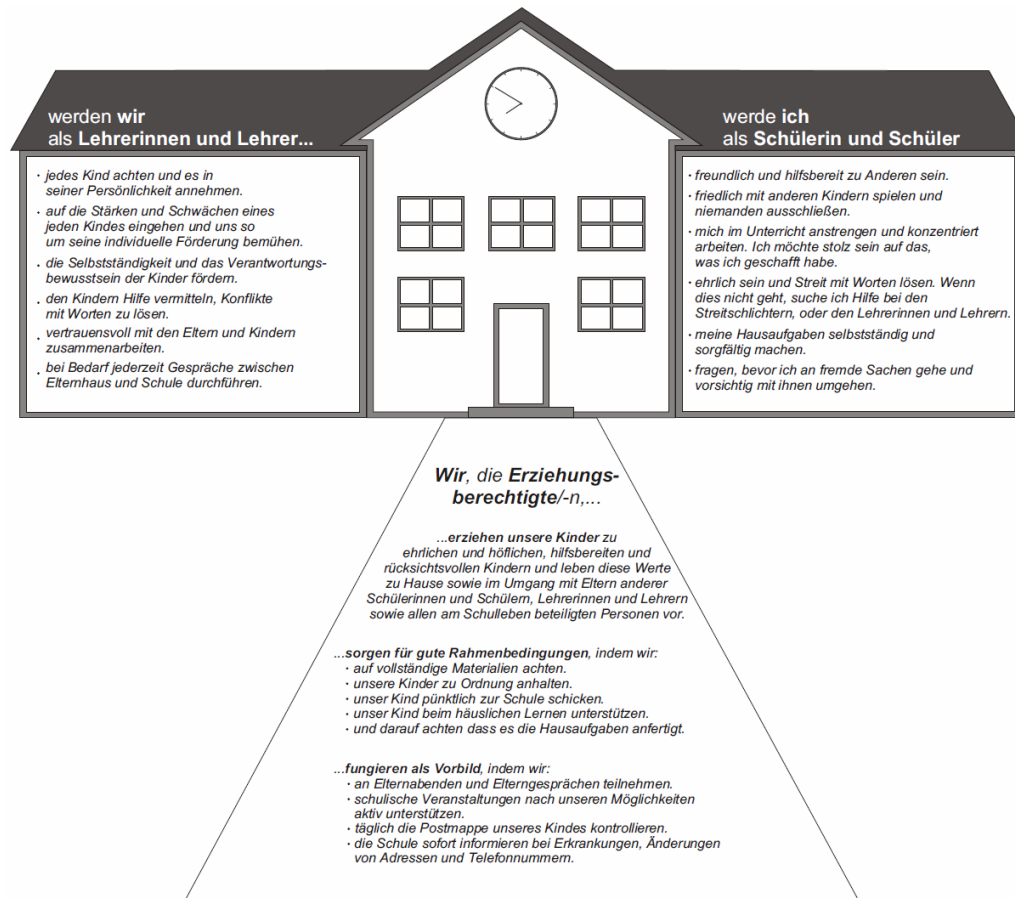 werden wir
als Lehrerinnen und Lehrer...
· jedes Kind achten und es in
seiner Persönlichkeit annehmen.
· auf die Stärken und Schwächen eines
jeden Kindes eingehen und uns so
um seine individuelle Förderung bemühen.
· die Selbstständigkeit und das Verantwortungs-
bewusstsein der Kinder fördern.
· den Kindern Hilfe vermitteln, Konflikte
mit Worten zu lösen.
· vertrauensvoll mit den Eltern und Kindern
zusammenarbeiten.
· bei Bedarf jederzeit Gespräche zwischen
Elternhaus und Schule durchführen.
werde ich
als Schülerin und Schüler
· freundlich und hilfsbereit zu Anderen sein.
· friedlich mit anderen Kindern spielen und
niemanden ausschließen.
· mich im Unterricht anstrengen und konzentriert
arbeiten. Ich möchte stolz sein auf das,
was ich geschafft habe.
· ehrlich sein und Streit mit Worten lösen. Wenn
dies nicht geht, suche ich Hilfe bei den
Streitschlichtern, oder den Lehrerinnen und Lehrern.
· meine Hausaufgaben selbstständig und
sorgfältig machen.
· fragen, bevor ich an fremde Sachen gehe und
vorsichtig mit ihnen umgehen.
Wir, die Erziehungs-
berechtigte/-n,...
...erziehen unsere Kinder zu
ehrlichen und höflichen, hilfsbereiten und
rücksichtsvollen Kindern und leben diese Werte
zu Hause sowie im Umgang mit Eltern anderer
Schülerinnen und Schülern, Lehrerinnen und Lehrern
sowie allen am Schulleben beteiligten Personen vor.
...sorgen für gute Rahmenbedingungen, indem wir:
· auf vollständige Materialien achten.
· unsere Kinder zu Ordnung anhalten.
· unser Kind pünktlich zur Schule schicken.
· unser Kind beim häuslichen Lernen unterstützen.
· und darauf achten dass es die Hausaufgaben anfertigt.
...fungieren als Vorbild, indem wir:
· an Elternabenden und Elterngesprächen teilnehmen.
· schulische Veranstaltungen nach unseren Möglichkeiten
aktiv unterstützen.
· täglich die Postmappe unseres Kindes kontrollieren.
· die Schule sofort informieren bei Erkrankungen, Änderungen
von Adressen und Telefonnummern.